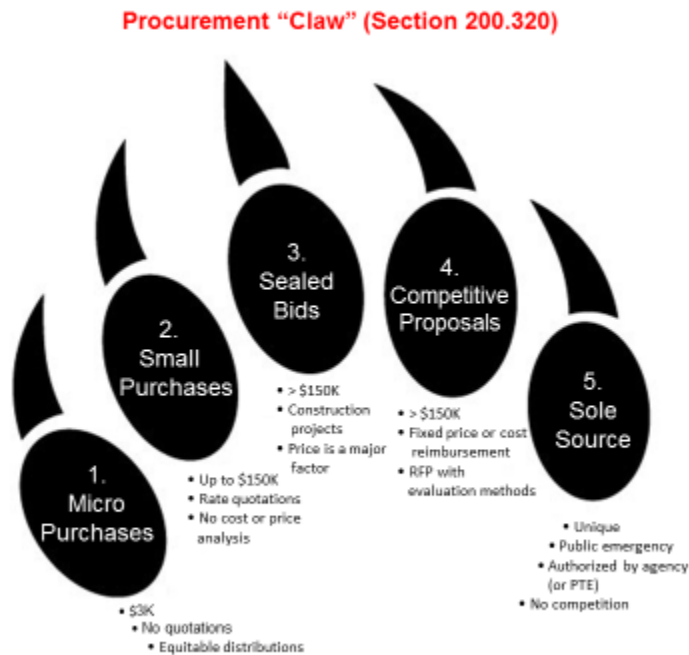 Procurement “Claw” (Section 200.320)
1.
Micro
Purchases
• $3K
• No quotations
• Equitable distributions
2.
Small
Purchases
• Up to $150K
• Rate quotations
• No cost or price
analysis
3.
Sealed
Bids
• > $150K
• Construction
projects
• Price is a major
factor
4.
Competitive
Proposals
• > $150K
• Fixed price or cost
reimbursement
• RFP with
evaluation methods
5.
Sole
Source
• Unique
• Public emergency
• Authorized by agency
(or PTE)
• No competition